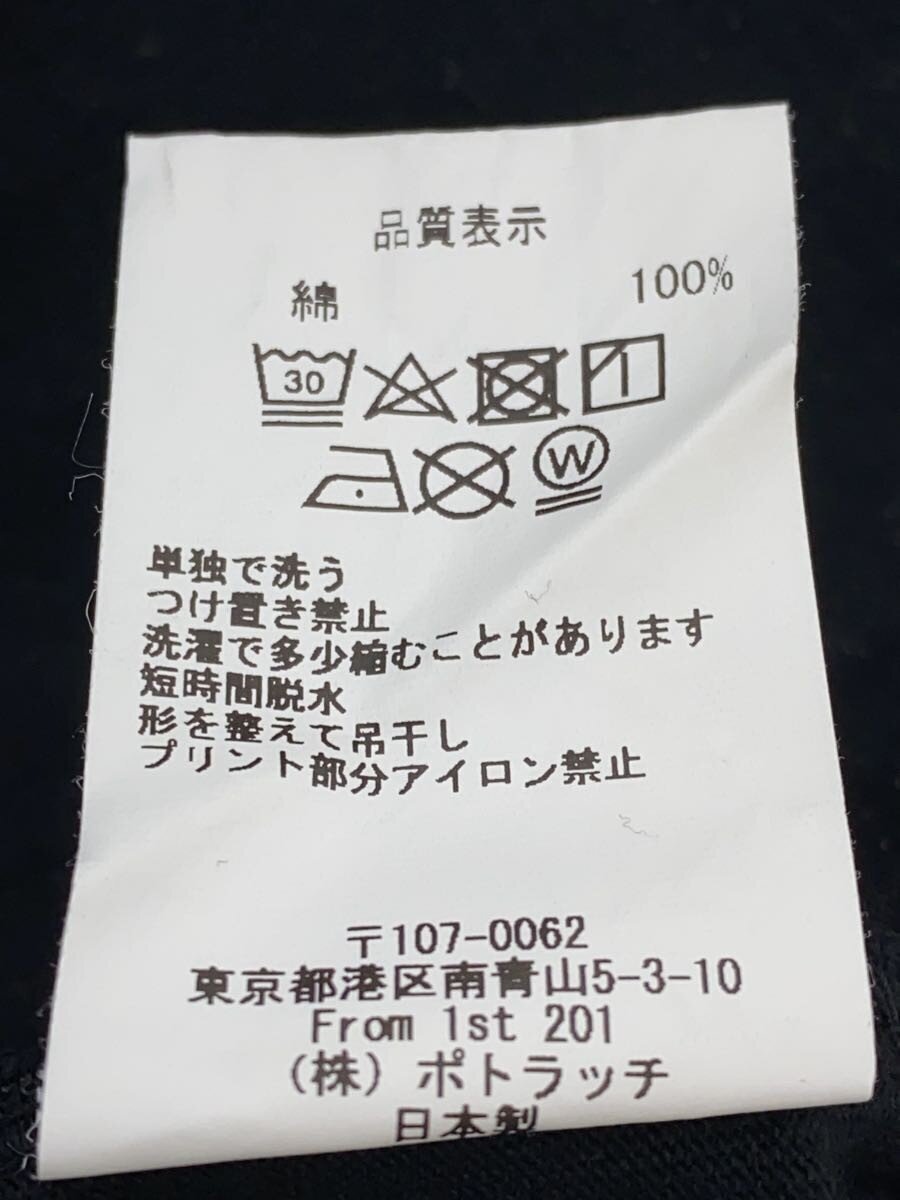 品質表示
綿 100%
30
W
単独で洗う
つけ置き禁止
洗濯で多少縮むことがあります
短時間脱水
形を整えて吊干し
プリント部分アイロン禁止
〒107-0062
東京都港区南青山5-3-10
From 1st 201
(株)ポトラッチ
日本製